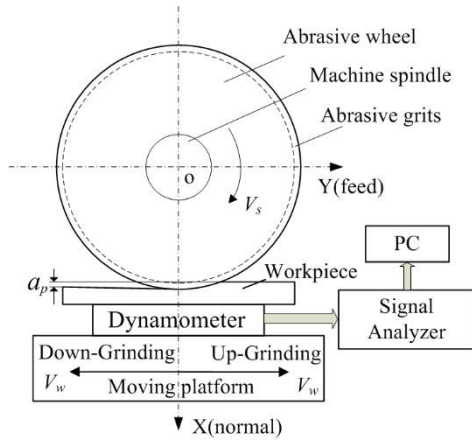 Abrasive wheel
Machine spindle
Abrasive grits
o
Y(feed)
Vs
PC
Workpiece
ap
Dynamometer
Signal
Analyzer
Down-Grinding Up-Grinding
Vw Moving platform Vw
X(normal)